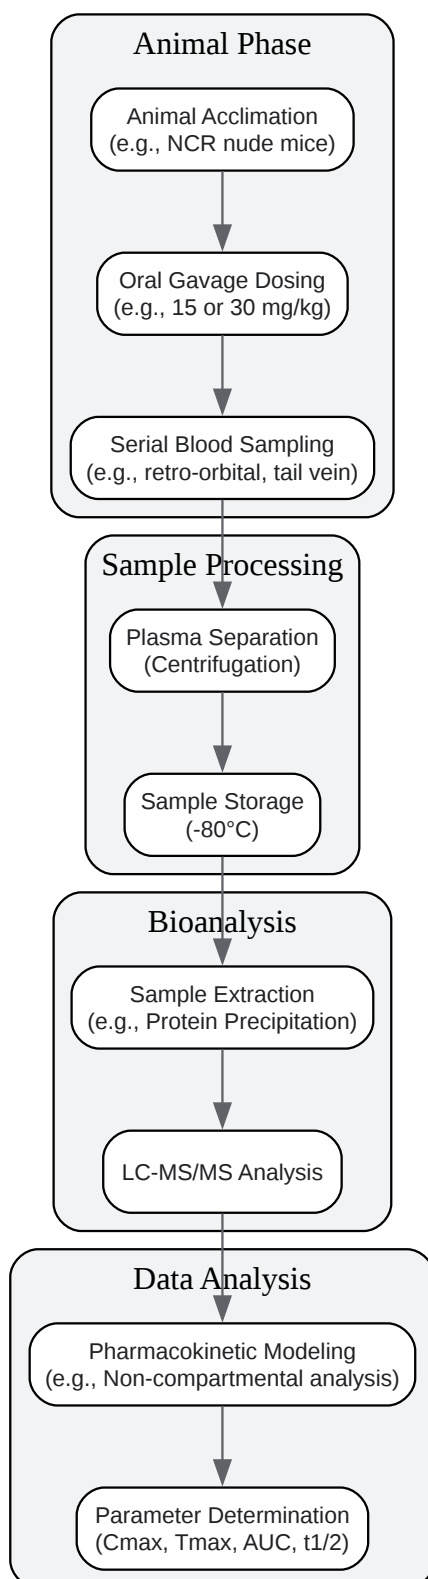 Animal Phase
Animal Acclimation
(e.g., NCR nude mice)
Oral Gavage Dosing
(e.g., 15 or 30 mg/kg)
Serial Blood Sampling
(e.g., retro-orbital, tail vein)
Sample Processing
Plasma Separation
(Centrifugation)
Sample Storage
(-80°C)
Bioanalysis
Sample Extraction
(e.g., Protein Precipitation)
LC-MS/MS Analysis
Data Analysis
Pharmacokinetic Modeling
(e.g., Non-compartmental analysis)
Parameter Determination
(Cmax, Tmax, AUC, t1/2)